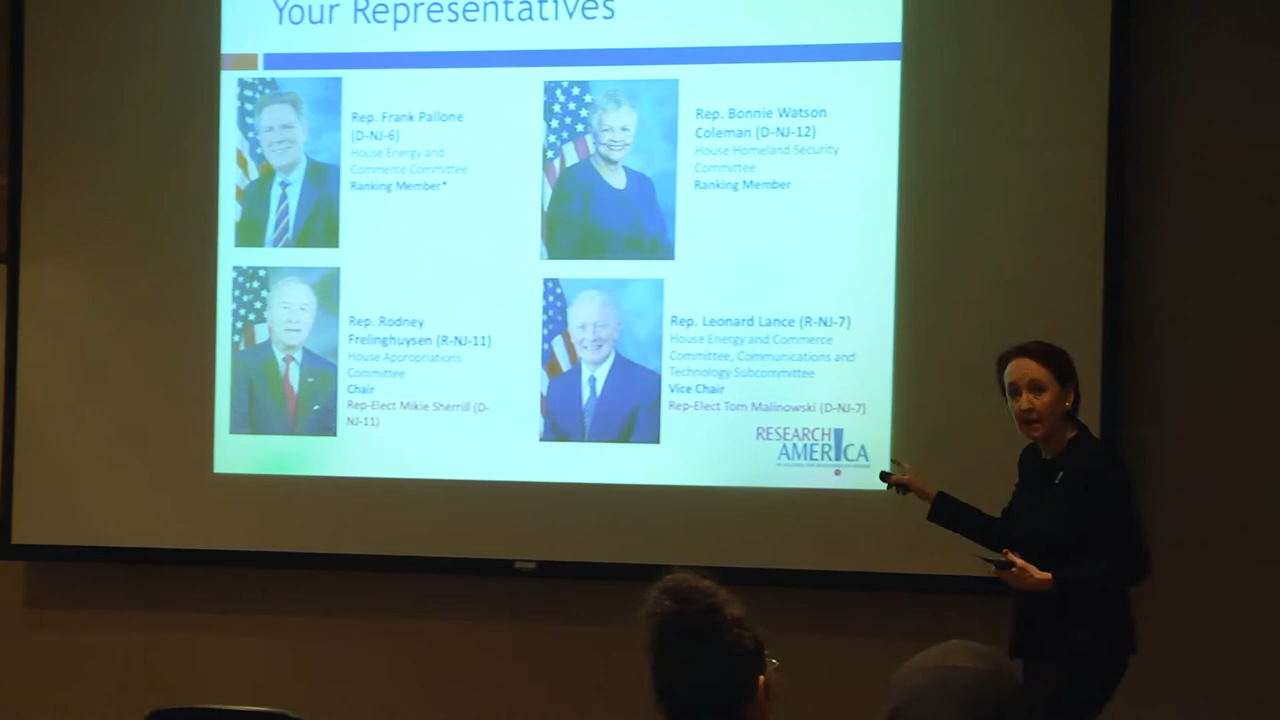 Your Representatives
Rep. Frank Pallone
(D-NJ-6)
House Energy and
Commerce Committee
Ranking Member*
Rep. Bonnie Watson
Coleman (D-NJ-12)
House Homeland Security
Committee
Ranking Member
Rep. Rodney
Frelinghuysen (R-NJ-11)
House Appropriations
Committee
Chair
Rep-Elect Mikie Sherrill (D-
NJ-11)
Rep. Leonard Lance (R-NJ-7)
House Energy and Commerce
Committee, Communications and
Technology Subcommittee
Vice Chair
Rep-Elect Tom Malinowski (D-NJ-7)
RESEARCH
AMER!CA